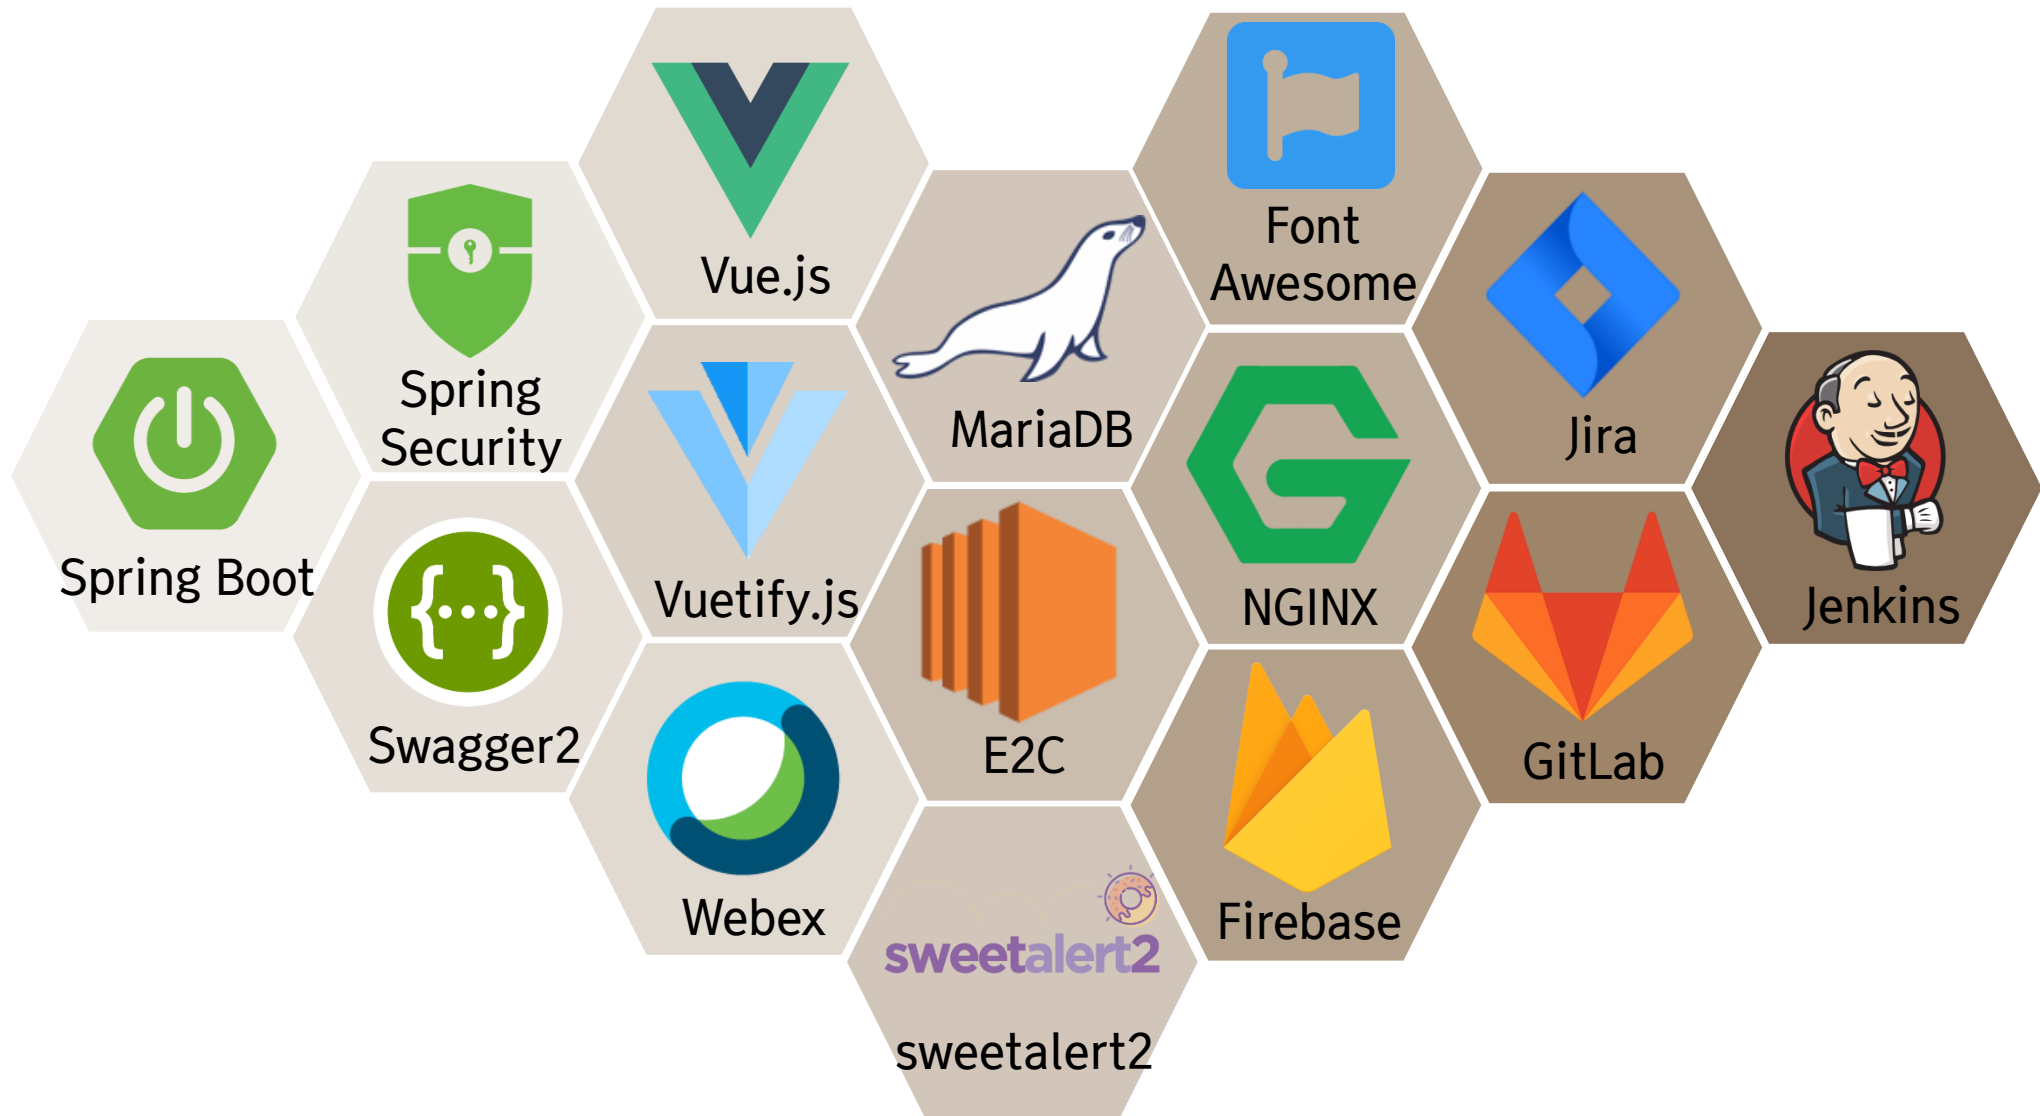 Spring Boot
Spring
Security
Swagger2
Vue.js
Vuetify.js
Webex
MariaDB
E2C
sweetalert2
sweetalert2
Font
Awesome
NGINX
Firebase
Jira
GitLab
Jenkins